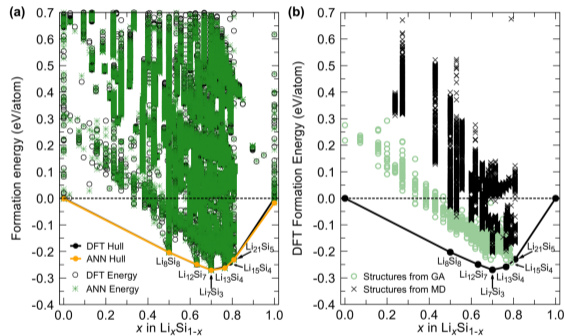 (a)
0.7
0.6
0.5
0.4
0.3
0.2
0.1
0.0
-0.1
-0.2
-0.3
-0.4
Formation energy (eV/atom)
Li₈Si₈
Li₁₂Si₇
Li₇Si₃
Li₁₃Si₄
Li₁₅Si₄
Li₂₁Si₅
DFT Hull
ANN Hull
DFT Energy
ANN Energy
0.0 0.2 0.4 0.6 0.8 1.0
x in LiₓSi₁₋ₓ
(b)
0.7
0.6
0.5
0.4
0.3
0.2
0.1
0.0
-0.1
-0.2
-0.3
-0.4
DFT Formation Energy (eV/atom)
Li₈Si₈
Li₁₂Si₇
Li₇Si₃
Li₁₃Si₄
Li₁₅Si₄
Li₂₁Si₅
Structures from GA
Structures from MD
0.0 0.2 0.4 0.6 0.8 1.0
x in LiₓSi₁₋ₓ